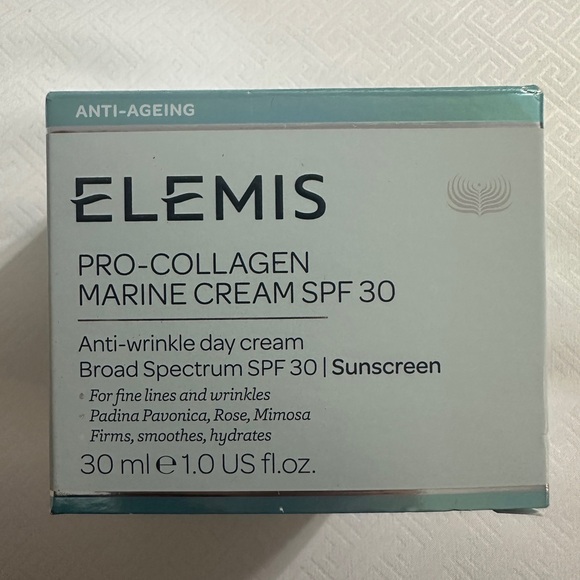 ANTI-AGEING
ELEMIS
PRO-COLLAGEN
MARINE CREAM SPF 30
Anti-wrinkle day cream
Broad Spectrum SPF 30 | Sunscreen
· For fine lines and wrinkles
· Padina Pavonica, Rose, Mimosa
· Firms, smoothes, hydrates
30 ml ℮ 1.0 US fl.oz.